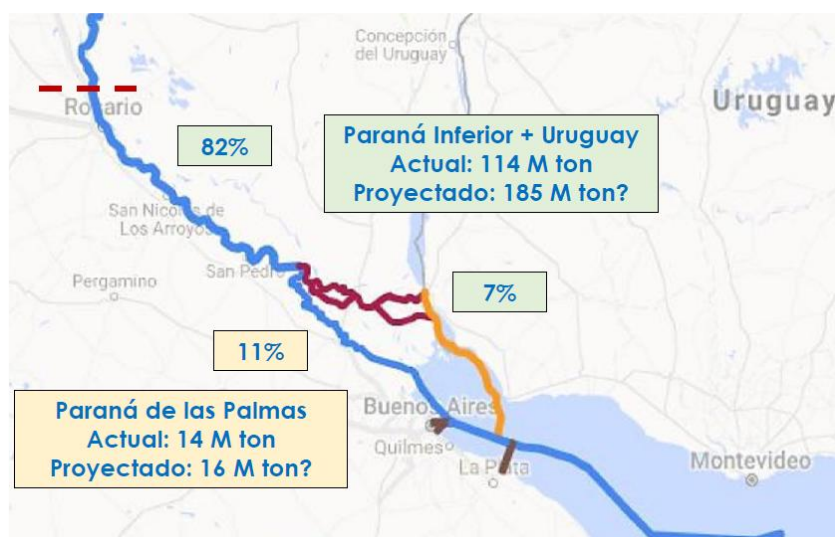 Concepción
del Uruguay
Uruguay
Rosario
82%
Paraná Inferior + Uruguay
Actual: 114 M ton
Proyectado: 185 M ton?
San Nicolás de
Los Arroyos
San Pedro
Pergamino
7%
11%
Paraná de las Palmas
Actual: 14 M ton
Proyectado: 16 M ton?
Buenos Aires
Quilmes
La Plata
Montevideo